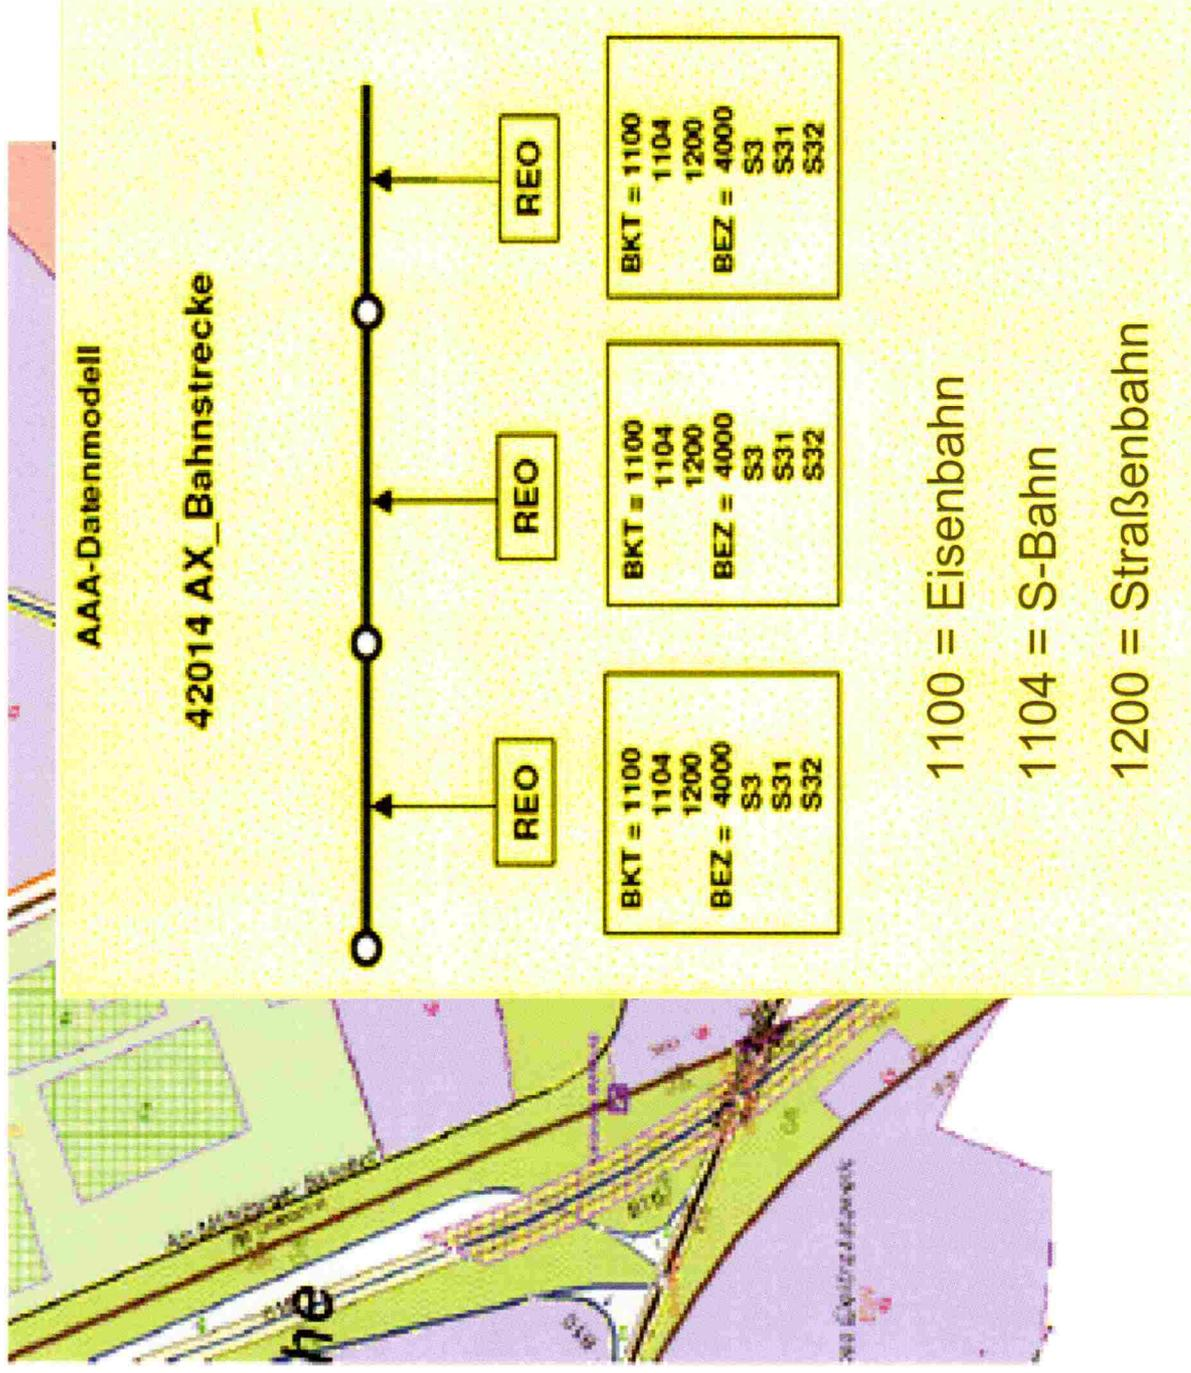 AAA-Datenmodell
42014 AX_Bahnstrecke
REO
REO
REO
BKT = 1100
1104
1200
BEZ = 4000
S3
S31
S32
BKT = 1100
1104
1200
BEZ = 4000
S3
S31
S32
BKT = 1100
1104
1200
BEZ = 4000
S3
S31
S32
1100 = Eisenbahn
1104 = S-Bahn
1200 = Straßenbahn
he